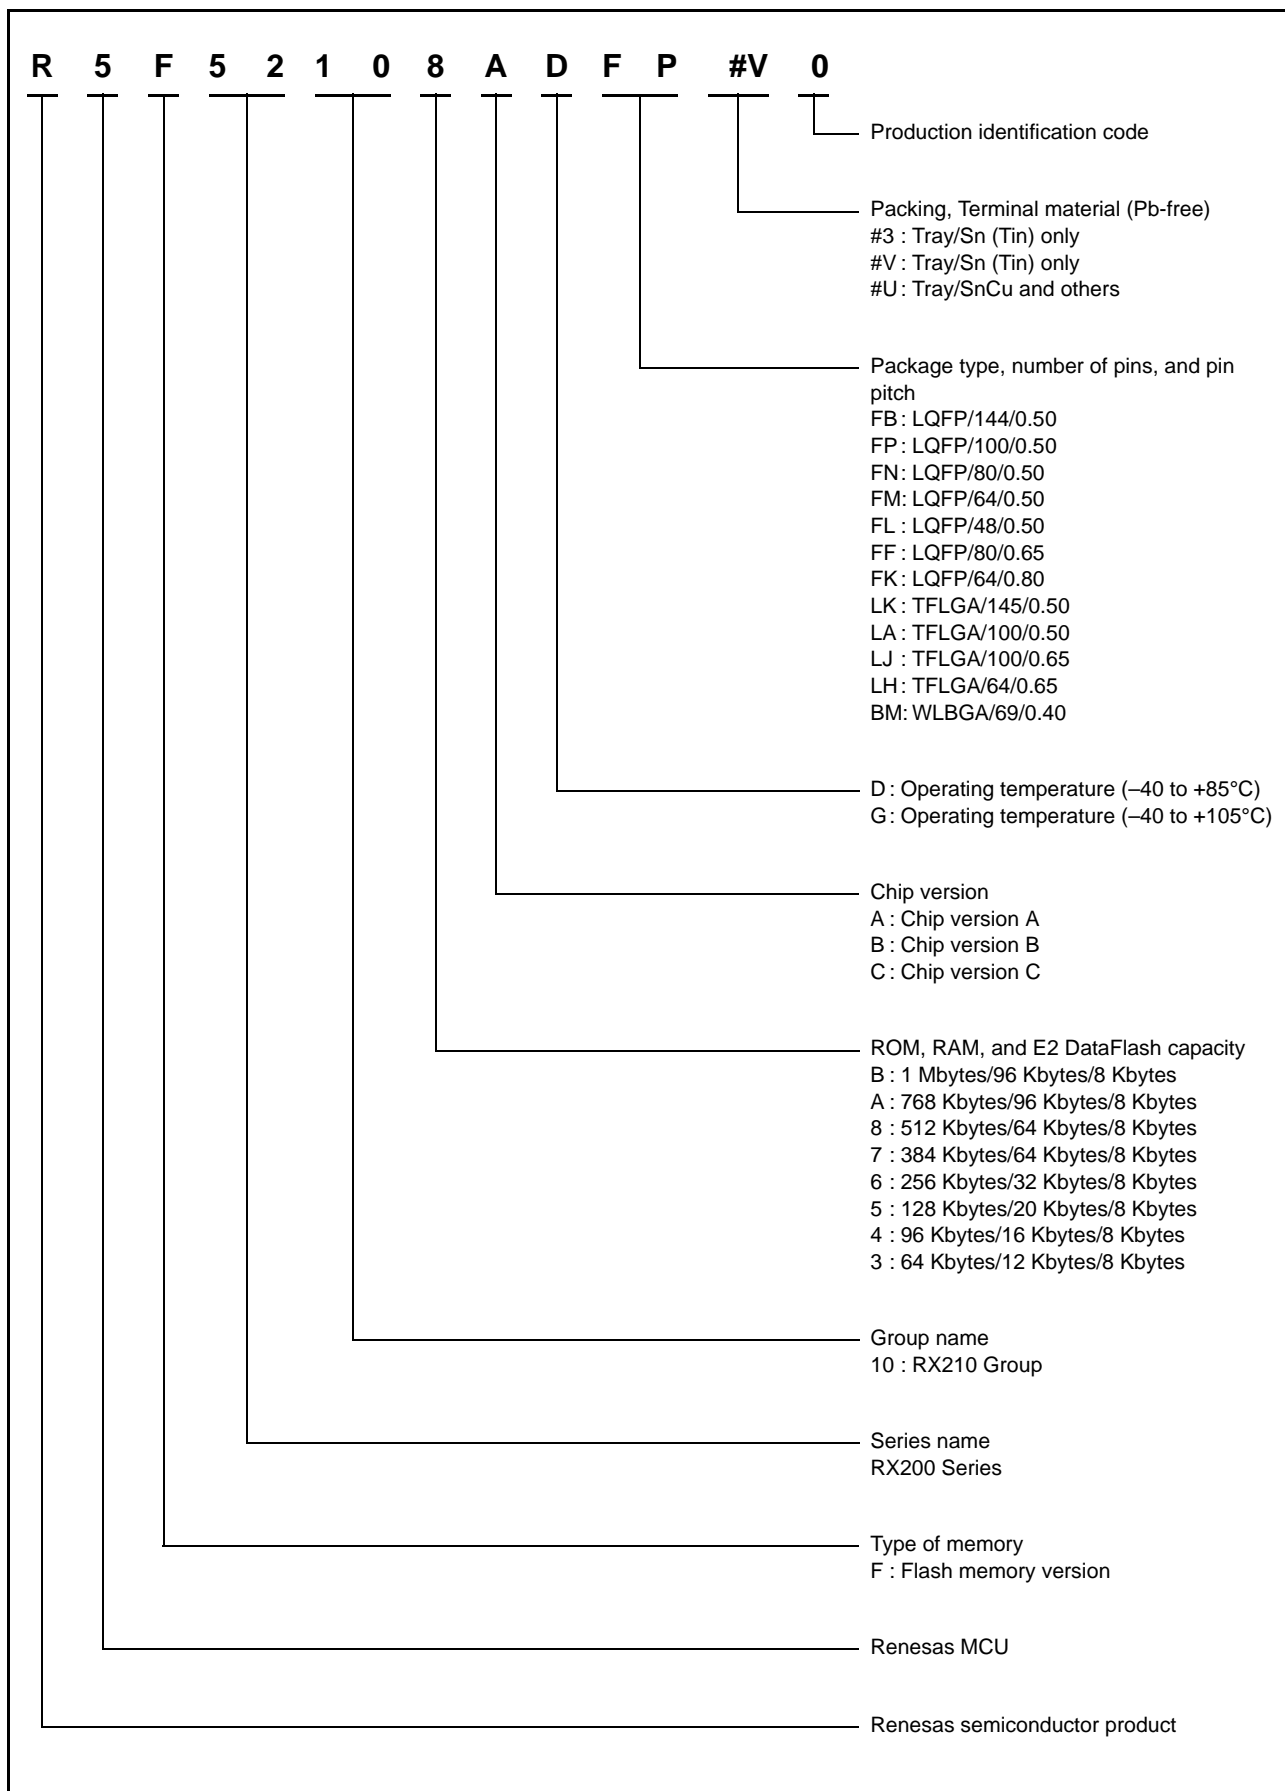 R 5 F 5 2 1 0 8 A D F P #V 0
Production identification code
Packing, Terminal material (Pb-free)
#3 : Tray/Sn (Tin) only
#V : Tray/Sn (Tin) only
#U : Tray/SnCu and others
Package type, number of pins, and pin
pitch
FB : LQFP/144/0.50
FP : LQFP/100/0.50
FN : LQFP/80/0.50
FM: LQFP/64/0.50
FL : LQFP/48/0.50
FF : LQFP/80/0.65
FK : LQFP/64/0.80
LK : TFLGA/145/0.50
LA : TFLGA/100/0.50
LJ : TFLGA/100/0.65
LH : TFLGA/64/0.65
BM: WLBGA/69/0.40
D : Operating temperature (–40 to +85°C)
G : Operating temperature (–40 to +105°C)
Chip version
A : Chip version A
B : Chip version B
C : Chip version C
ROM, RAM, and E2 DataFlash capacity
B : 1 Mbytes/96 Kbytes/8 Kbytes
A : 768 Kbytes/96 Kbytes/8 Kbytes
8 : 512 Kbytes/64 Kbytes/8 Kbytes
7 : 384 Kbytes/64 Kbytes/8 Kbytes
6 : 256 Kbytes/32 Kbytes/8 Kbytes
5 : 128 Kbytes/20 Kbytes/8 Kbytes
4 : 96 Kbytes/16 Kbytes/8 Kbytes
3 : 64 Kbytes/12 Kbytes/8 Kbytes
Group name
10 : RX210 Group
Series name
RX200 Series
Type of memory
F : Flash memory version
Renesas MCU
Renesas semiconductor product